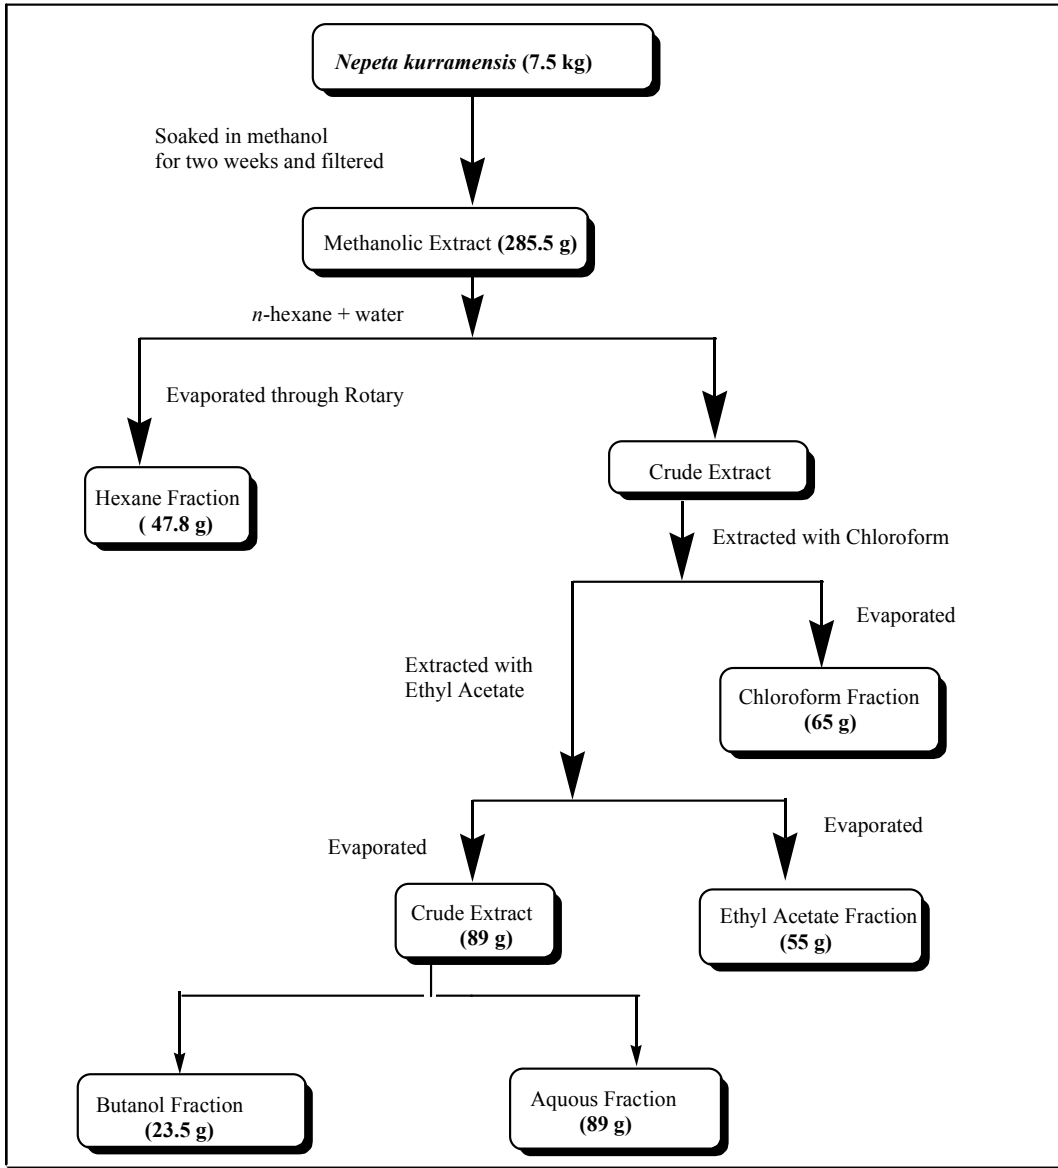 Nepeta kurramensis (7.5 kg)
Soaked in methanol
for two weeks and filtered
Methanolic Extract (285.5 g)
n-hexane + water
Evaporated through Rotary
Hexane Fraction
( 47.8 g)
Crude Extract
Extracted with Chloroform
Evaporated
Extracted with
Ethyl Acetate
Chloroform Fraction
(65 g)
Evaporated
Evaporated
Crude Extract
(89 g)
Ethyl Acetate Fraction
(55 g)
Butanol Fraction
(23.5 g)
Aquous Fraction
(89 g)